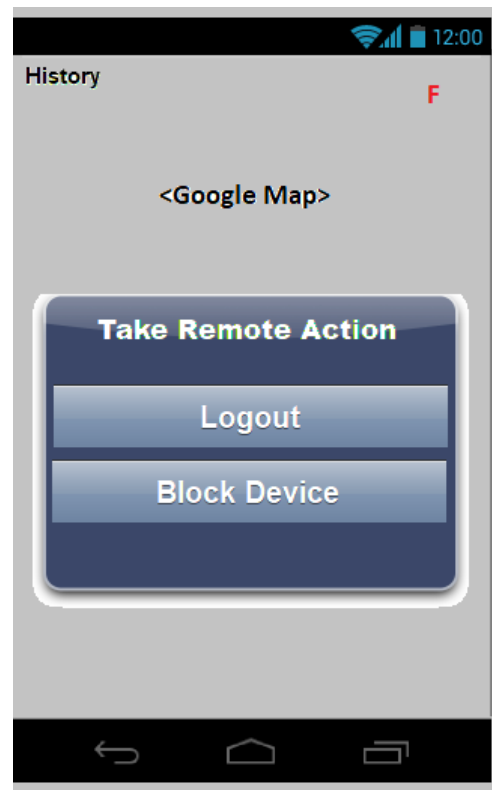 12:00
History
F
<Google Map>
Take Remote Action
Logout
Block Device